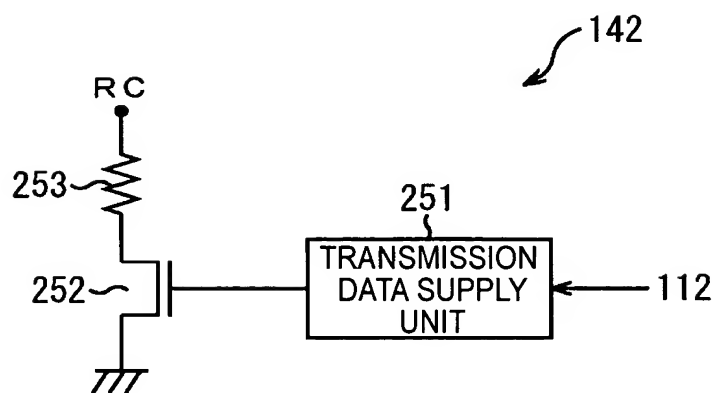 142
RC
253
251
TRANSMISSION
DATA SUPPLY
UNIT
252
112